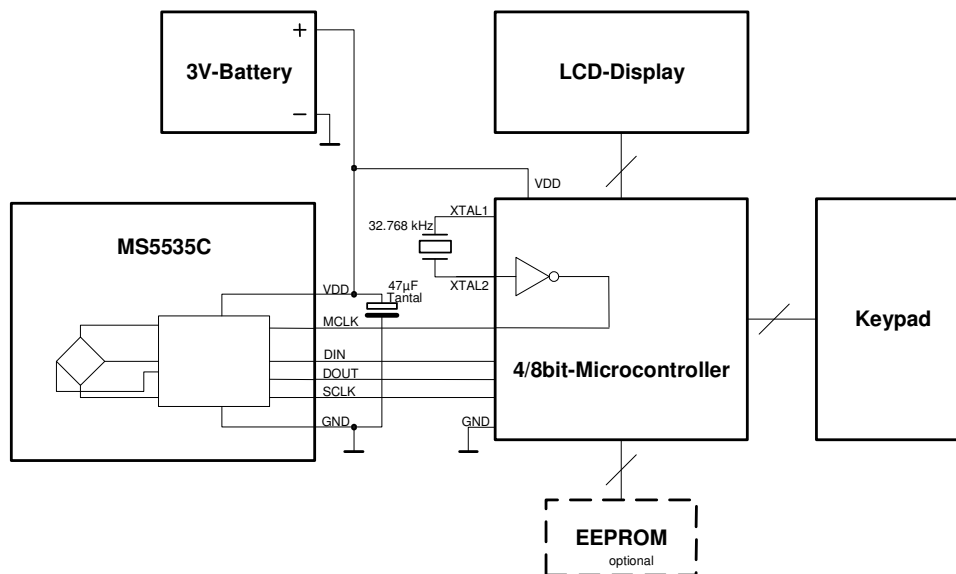 +
3V-Battery
−
LCD-Display
VDD
MS5535C
32.768 kHz
XTAL1
XTAL2
47µF
Tantal
VDD
MCLK
DIN
DOUT
SCLK
GND
4/8bit-Microcontroller
GND
Keypad
EEPROM
optional